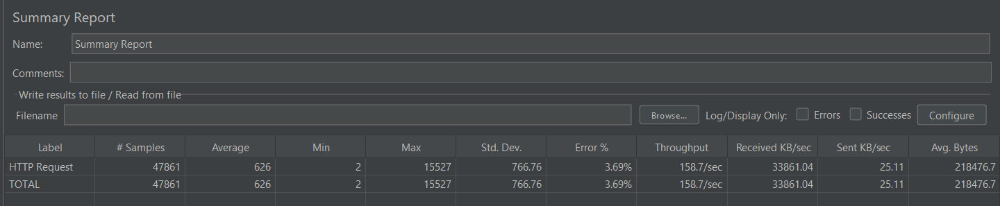 Summary Report
Name: Summary Report
Comments:
Write results to file / Read from file
Filename Browse... Log/Display Only: Errors Successes Configure
Label # Samples Average Min Max Std. Dev. Error % Throughput Received KB/sec Sent KB/sec Avg. Bytes
HTTP Request 47861 626 2 15527 766.76 3.69% 158.7/sec 33861.04 25.11 218476.7
TOTAL 47861 626 2 15527 766.76 3.69% 158.7/sec 33861.04 25.11 218476.7